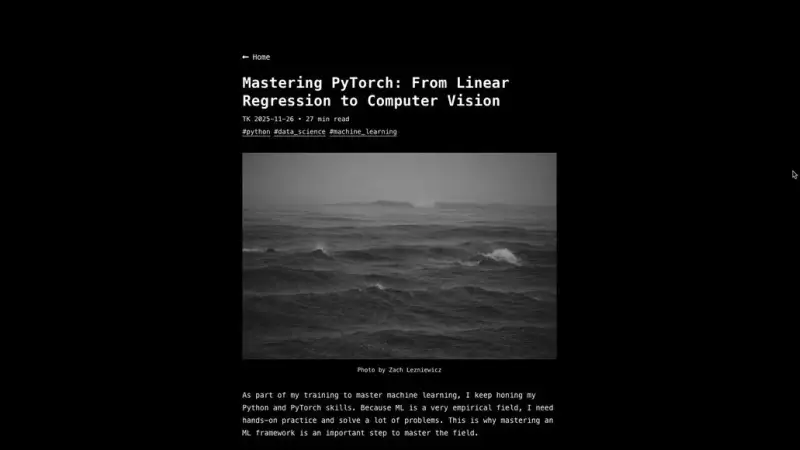 ← Home
Mastering PyTorch: From Linear
Regression to Computer Vision
TK 2025-11-26 • 27 min read
#python #data_science #machine_learning
Photo by Zach Lezniewicz
As part of my training to master machine learning, I keep honing my
Python and PyTorch skills. Because ML is a very empirical field, I need
hands-on practice and solve a lot of problems. This is why mastering an
ML framework is an important step to master the field.